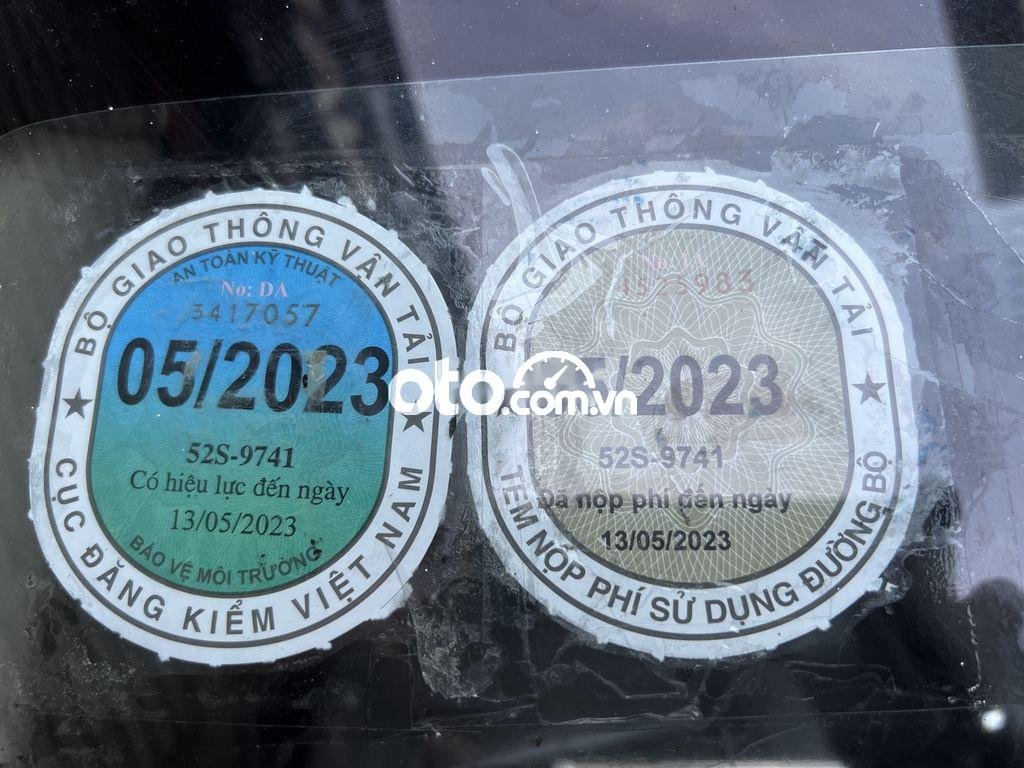 BỘ GIAO THÔNG VẬN TẢI
AN TOÀN KỸ THUẬT
No: DA
3417057
05/2023
52S-9741
Có hiệu lực đến ngày
13/05/2023
BẢO VỆ MÔI TRƯỜNG
CỤC ĐĂNG KIỂM VIỆT NAM
oto.com.vn
BỘ GIAO THÔNG VẬN TẢI
/2023
52S-9741
nộp phí đến ngày
13/05/2023
TEM NỘP PHÍ SỬ DỤNG ĐƯỜNG BỘ